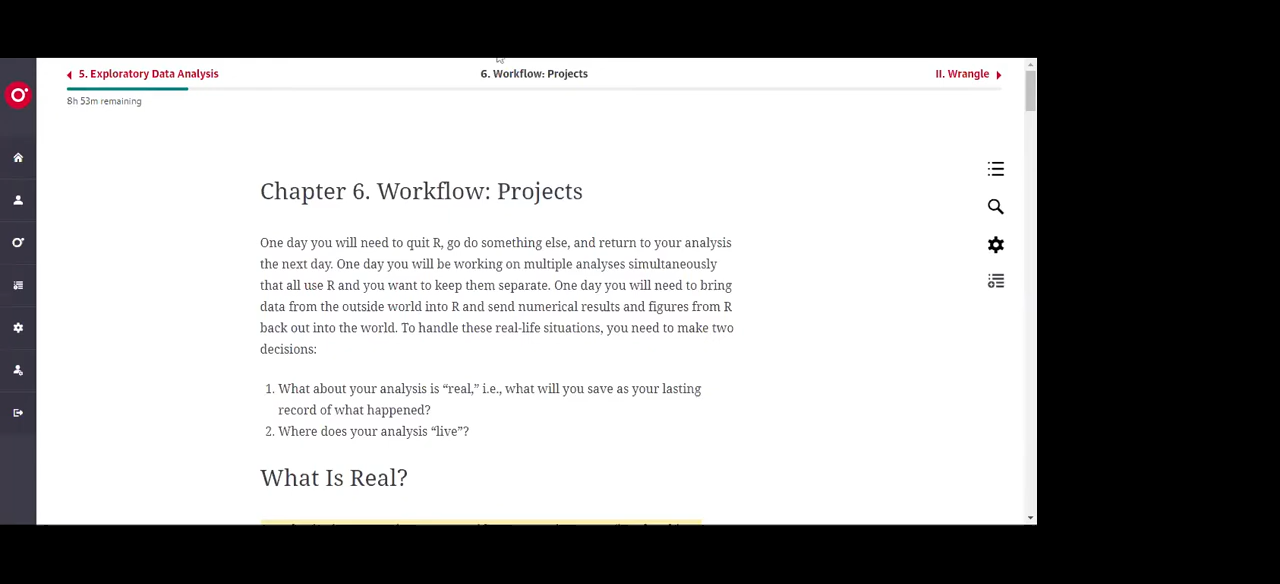 5. Exploratory Data Analysis
6. Workflow: Projects
II. Wrangle
8h 53m remaining
Chapter 6. Workflow: Projects
One day you will need to quit R, go do something else, and return to your analysis
the next day. One day you will be working on multiple analyses simultaneously
that all use R and you want to keep them separate. One day you will need to bring
data from the outside world into R and send numerical results and figures from R
back out into the world. To handle these real-life situations, you need to make two
decisions:
1. What about your analysis is “real,” i.e., what will you save as your lasting
record of what happened?
2. Where does your analysis “live”?
What Is Real?